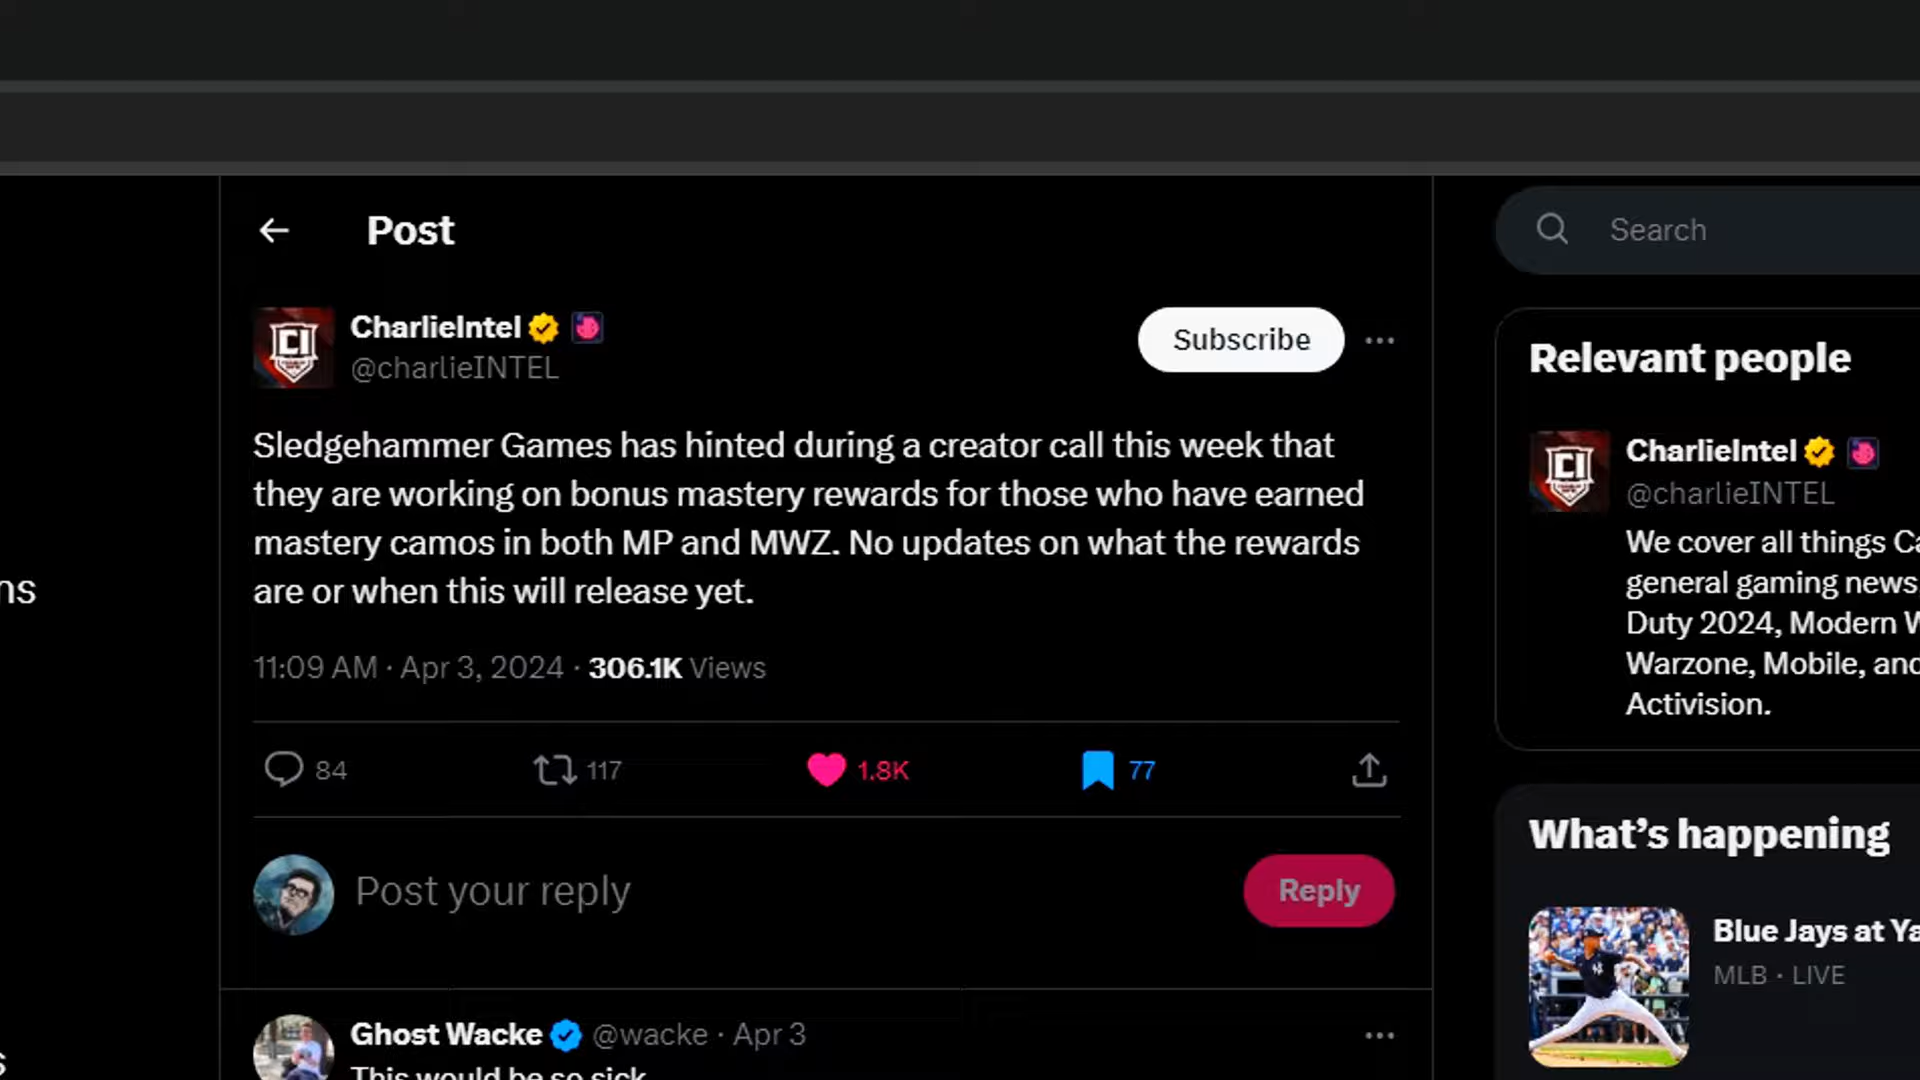 Post
Search
CharlieIntel
@charlieINTEL
Subscribe
Sledgehammer Games has hinted during a creator call this week that
they are working on bonus mastery rewards for those who have earned
mastery camos in both MP and MWZ. No updates on what the rewards
are or when this will release yet.
11:09 AM · Apr 3, 2024 · 306.1K Views
84
117
1.8K
77
Post your reply
Reply
Ghost Wacke @wacke · Apr 3
This would be so sick
Relevant people
CharlieIntel
@charlieINTEL
We cover all things Ca
general gaming news
Duty 2024, Modern W
Warzone, Mobile, and
Activision.
What's happening
Blue Jays at Ya
MLB · LIVE
ns
s
CI